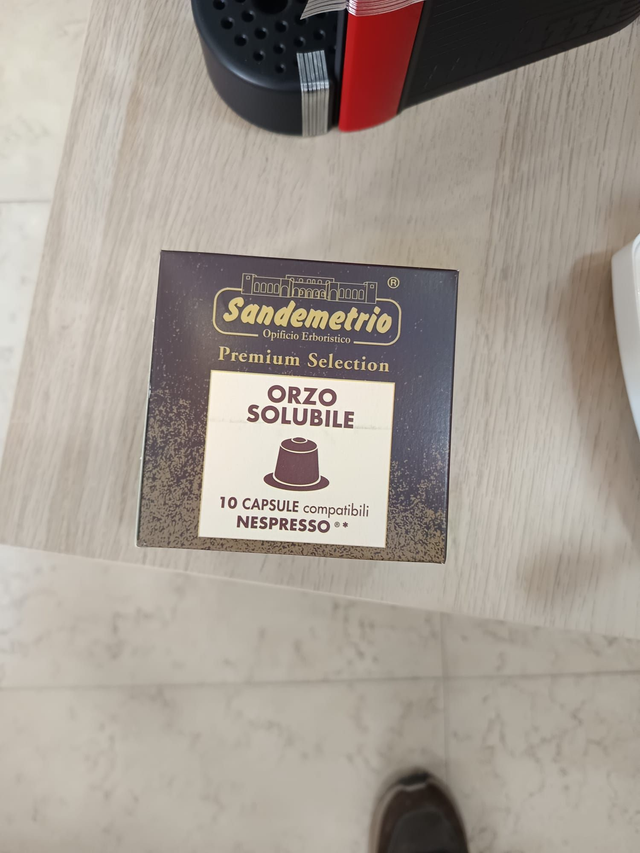 ®
Sandemetrio
Opificio Erboristico
Premium Selection
ORZO
SOLUBILE
10 CAPSULE compatibili
NESPRESSO®*